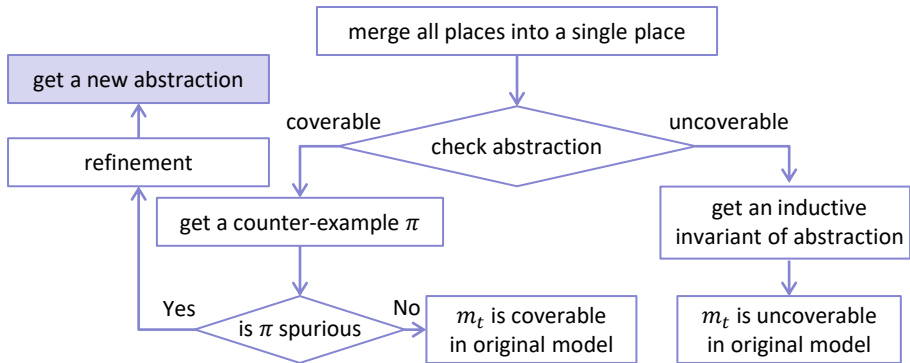 merge all places into a single place
get a new abstraction
coverable
uncoverable
check abstraction
refinement
get a counter-example π
get an inductive
invariant of abstraction
Yes
No
is π spurious
m_t is coverable
in original model
m_t is uncoverable
in original model